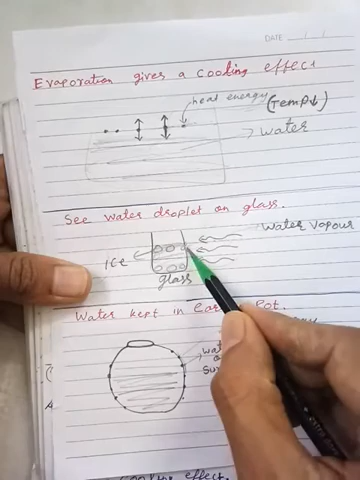 DATE
Evaporation gives a cooling effect
heat energy
(Temp↓)
water
See water droplet on glass.
Water vapour
Ice
glass
Water kept in Pot.
cooling effect.